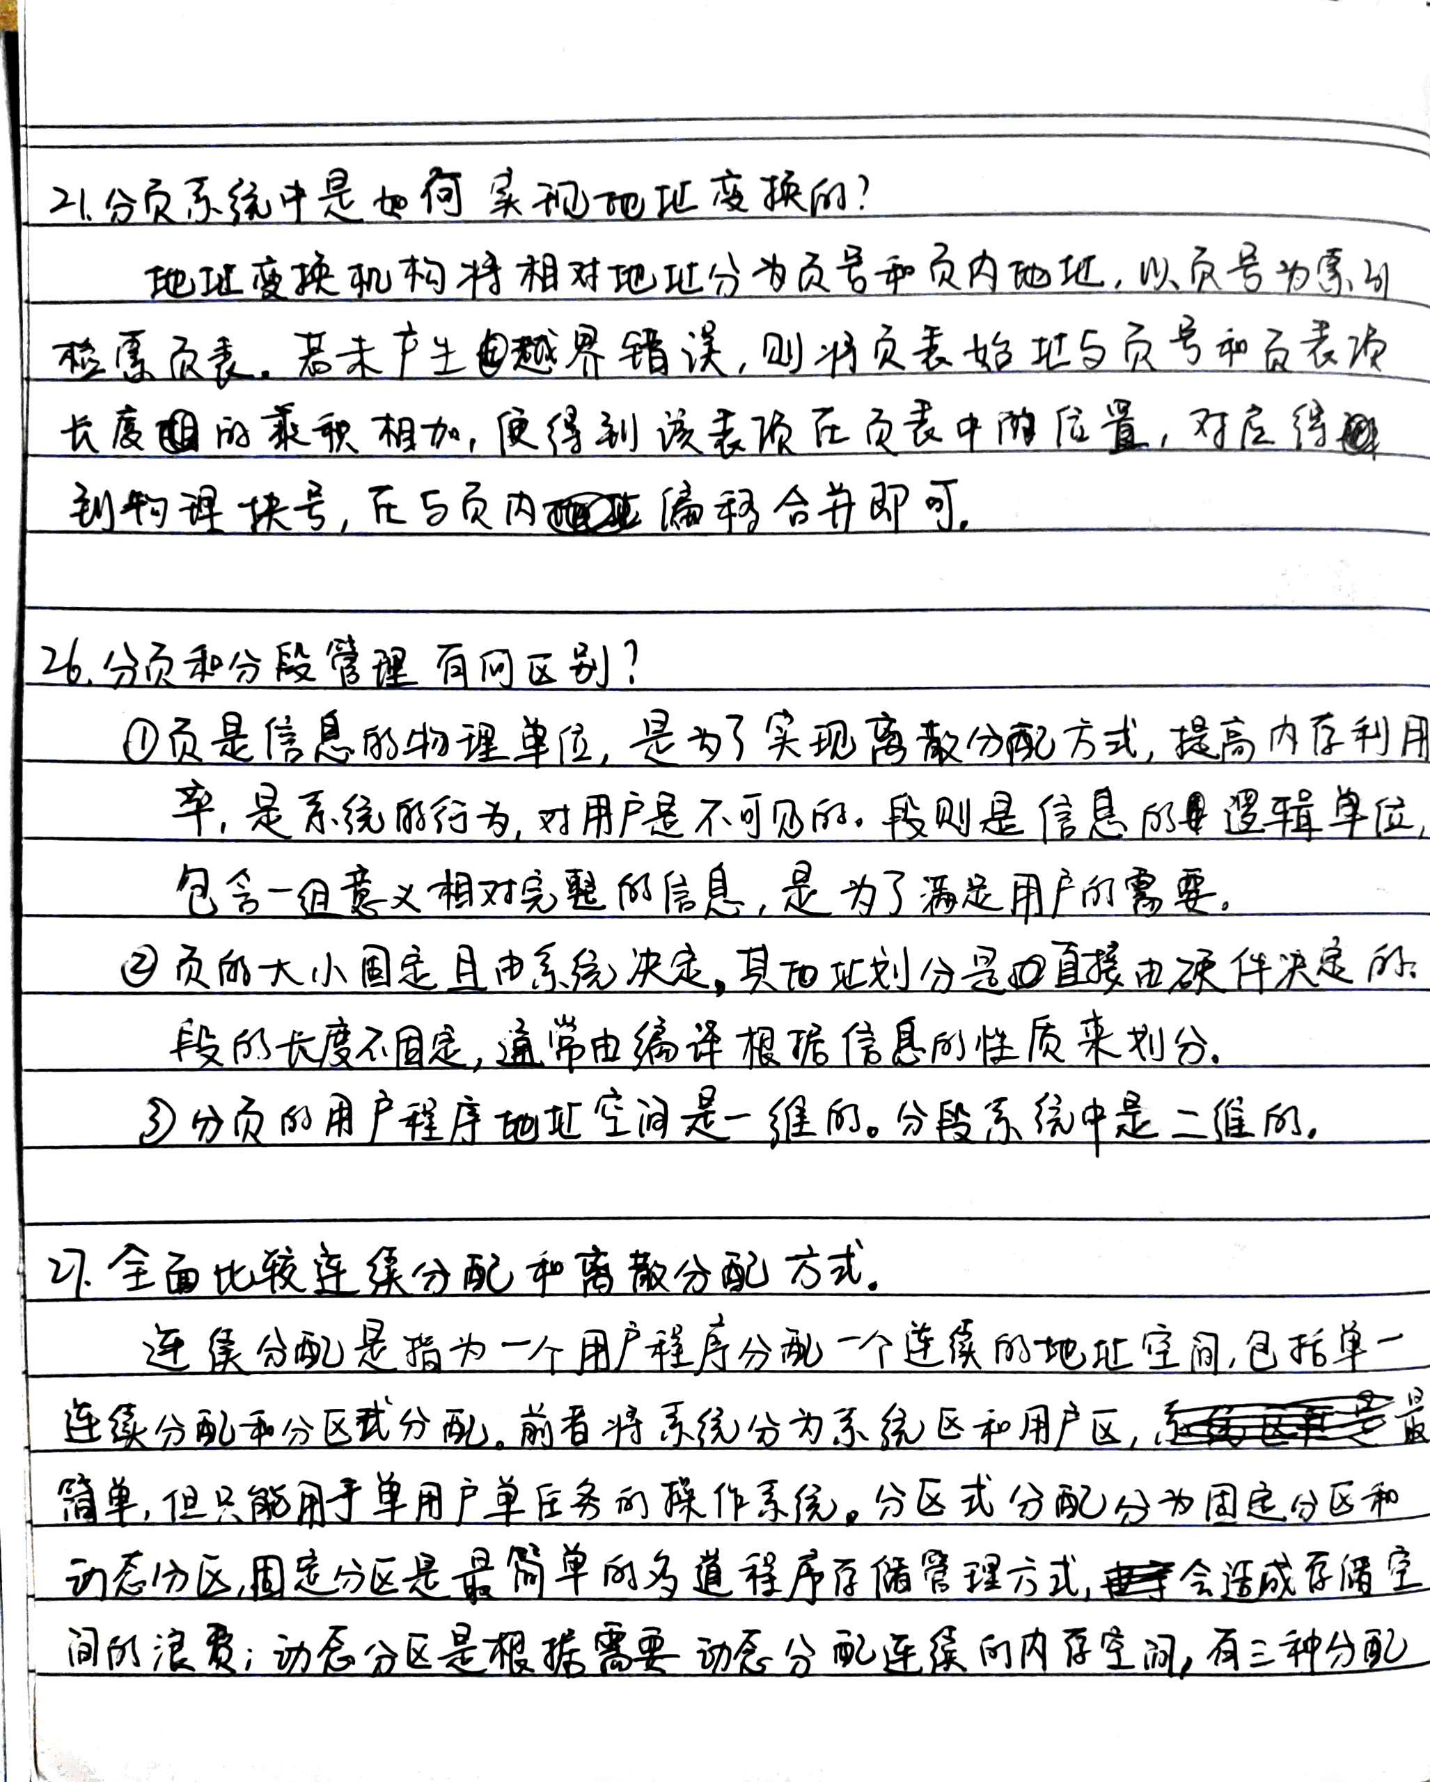 21.分页系统中是如何实现地址变换的?
地址变换机构将相对地址分为页号和页内地址,以页号为索引
检索页表。若未产生越界错误,则将页表始址与页号和页表项
长度的乘积相加,便得到该表项在页表中的位置,对应得
到物理块号,在与页内偏移合并即可。
26.分页和分段管理有何区别?
①页是信息的物理单位,是为了实现离散分配方式,提高内存利用
率,是系统的行为,对用户是不可见的。段则是信息的逻辑单位,
包含一组意义相对完整的信息,是为了满足用户的需要。
②页的大小固定且由系统决定。其地址划分是直接由硬件决定的;
段的长度不固定,通常由编译根据信息的性质来划分。
③分页的用户程序地址空间是一维的。分段系统中是二维的。
27.全面比较连续分配和离散分配方式。
连续分配是指为一个用户程序分配一个连续的地址空间,包括单一
连续分配和分区式分配。前者将系统分为系统区和用户区,最
简单,但只能用于单用户单任务的操作系统。分区式分配分为固定分区和
动态分区,固定分区是最简单的多道程序存储管理方式,会造成存储空
间的浪费;动态分区是根据需要动态分配连续的内存空间,有三种分配